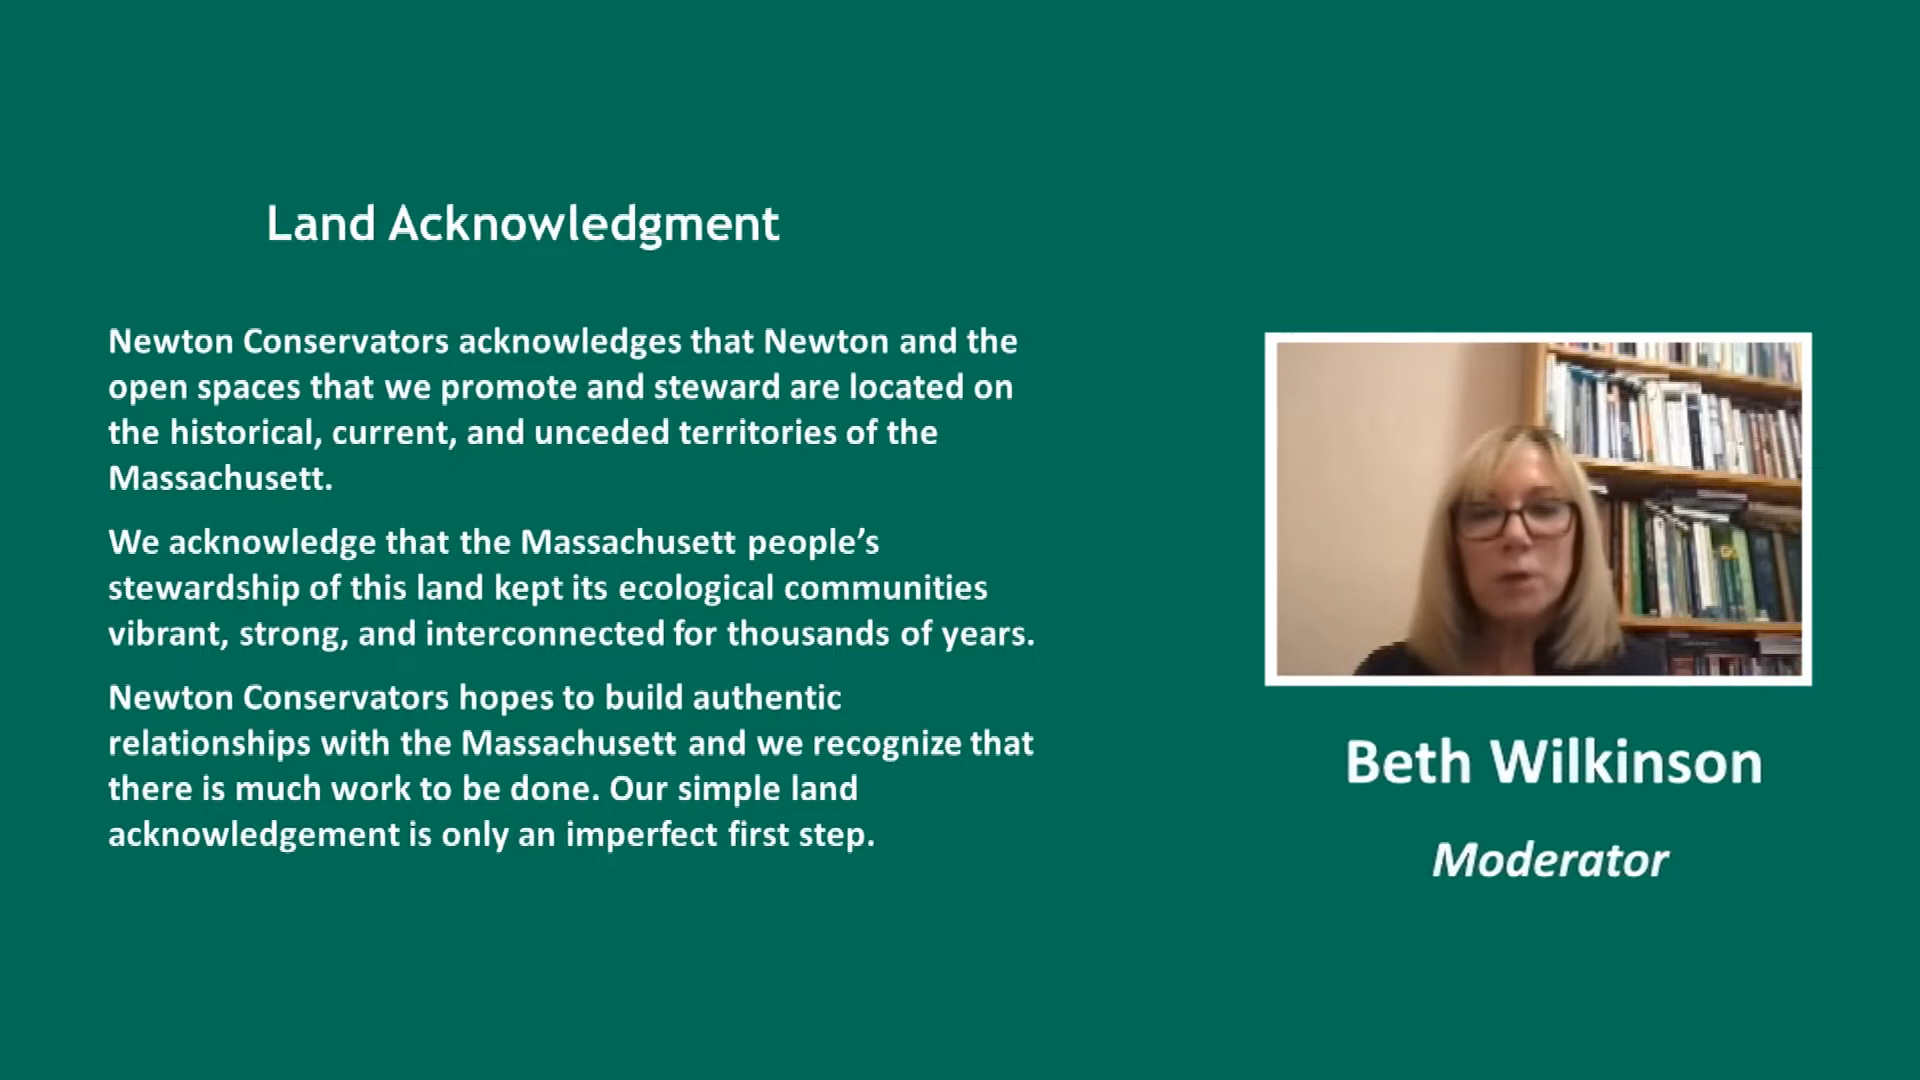 Land Acknowledgment
Newton Conservators acknowledges that Newton and the
open spaces that we promote and steward are located on
the historical, current, and unceded territories of the
Massachusett.
We acknowledge that the Massachusett people’s
stewardship of this land kept its ecological communities
vibrant, strong, and interconnected for thousands of years.
Newton Conservators hopes to build authentic
relationships with the Massachusett and we recognize that
there is much work to be done. Our simple land
acknowledgement is only an imperfect first step.
Beth Wilkinson
Moderator